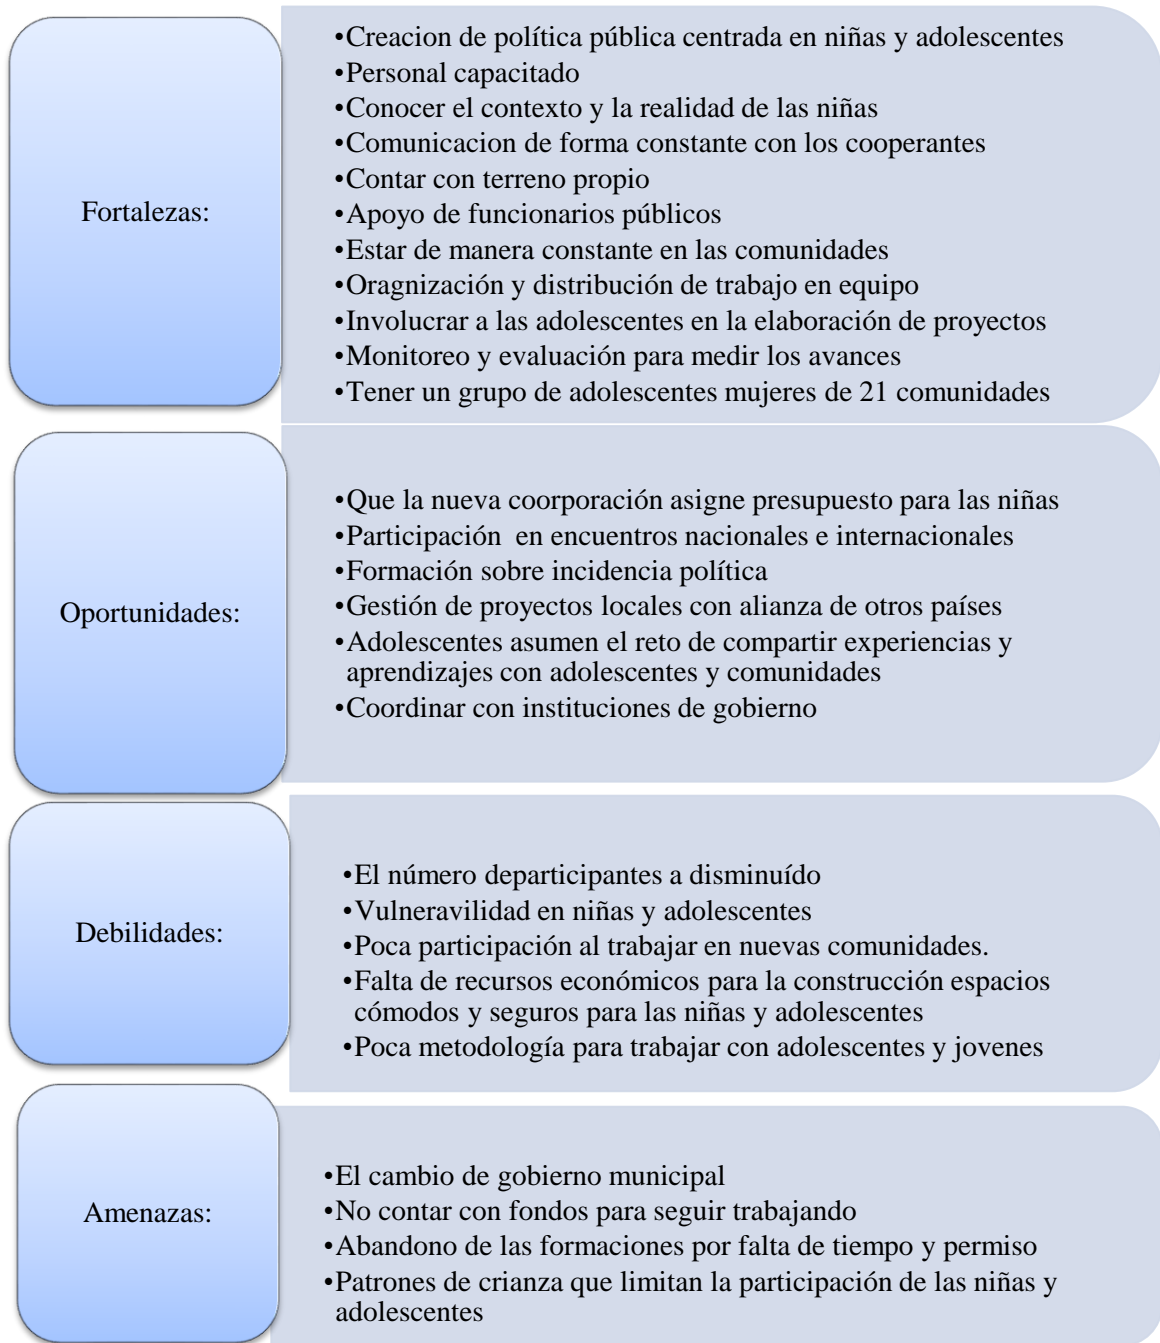 Fortalezas:
•Creacion de política pública centrada en niñas y adolescentes
•Personal capacitado
•Conocer el contexto y la realidad de las niñas
•Comunicacion de forma constante con los cooperantes
•Contar con terreno propio
•Apoyo de funcionarios públicos
•Estar de manera constante en las comunidades
•Oragnización y distribución de trabajo en equipo
•Involucrar a las adolescentes en la elaboración de proyectos
•Monitoreo y evaluación para medir los avances
•Tener un grupo de adolescentes mujeres de 21 comunidades
Oportunidades:
•Que la nueva coorporación asigne presupuesto para las niñas
•Participación en encuentros nacionales e internacionales
•Formación sobre incidencia política
•Gestión de proyectos locales con alianza de otros países
•Adolescentes asumen el reto de compartir experiencias y
aprendizajes con adolescentes y comunidades
•Coordinar con instituciones de gobierno
Debilidades:
•El número departicipantes a disminuído
•Vulneravilidad en niñas y adolescentes
•Poca participación al trabajar en nuevas comunidades.
•Falta de recursos económicos para la construcción espacios
cómodos y seguros para las niñas y adolescentes
•Poca metodología para trabajar con adolescentes y jovenes
Amenazas:
•El cambio de gobierno municipal
•No contar con fondos para seguir trabajando
•Abandono de las formaciones por falta de tiempo y permiso
•Patrones de crianza que limitan la participación de las niñas y
adolescentes